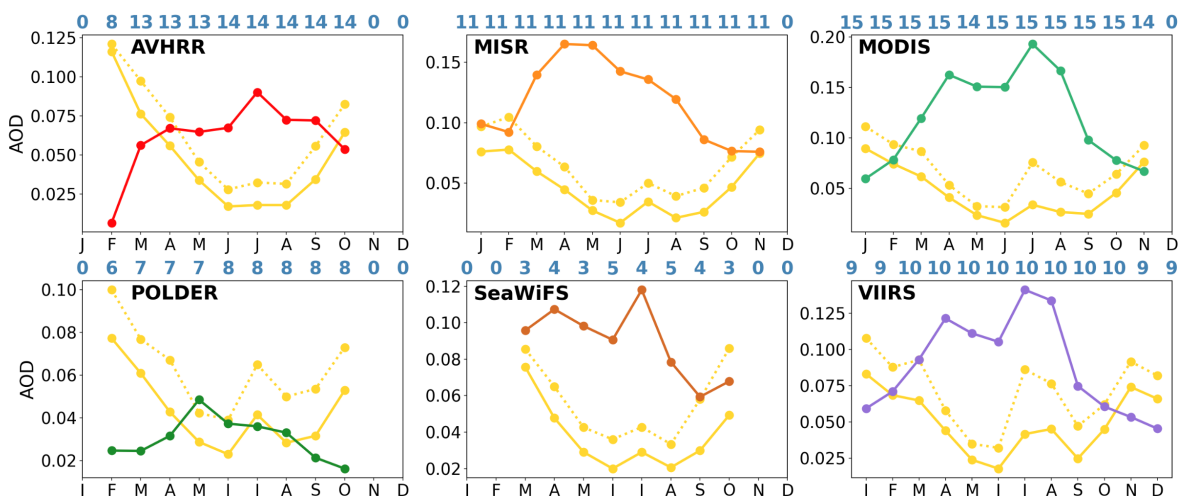 0 8 13 13 13 14 14 14 14 14 0 0
AVHRR
0.125
0.100
0.075
0.050
0.025
AOD
J F M A M J J A S O N D
11 11 11 11 11 11 11 11 11 11 11 0
MISR
0.15
0.10
0.05
J F M A M J J A S O N D
15 15 15 15 14 15 15 15 15 15 14 0
MODIS
0.20
0.15
0.10
0.05
J F M A M J J A S O N D
0 6 7 7 7 8 8 8 8 8 0 0
POLDER
0.10
0.08
0.06
0.04
0.02
AOD
J F M A M J J A S O N D
0 0 3 4 3 5 4 5 4 3 0 0
SeaWiFS
0.12
0.10
0.08
0.06
0.04
0.02
J F M A M J J A S O N D
9 9 10 10 10 10 10 10 10 10 9 9
VIIRS
0.125
0.100
0.075
0.050
0.025
J F M A M J J A S O N D